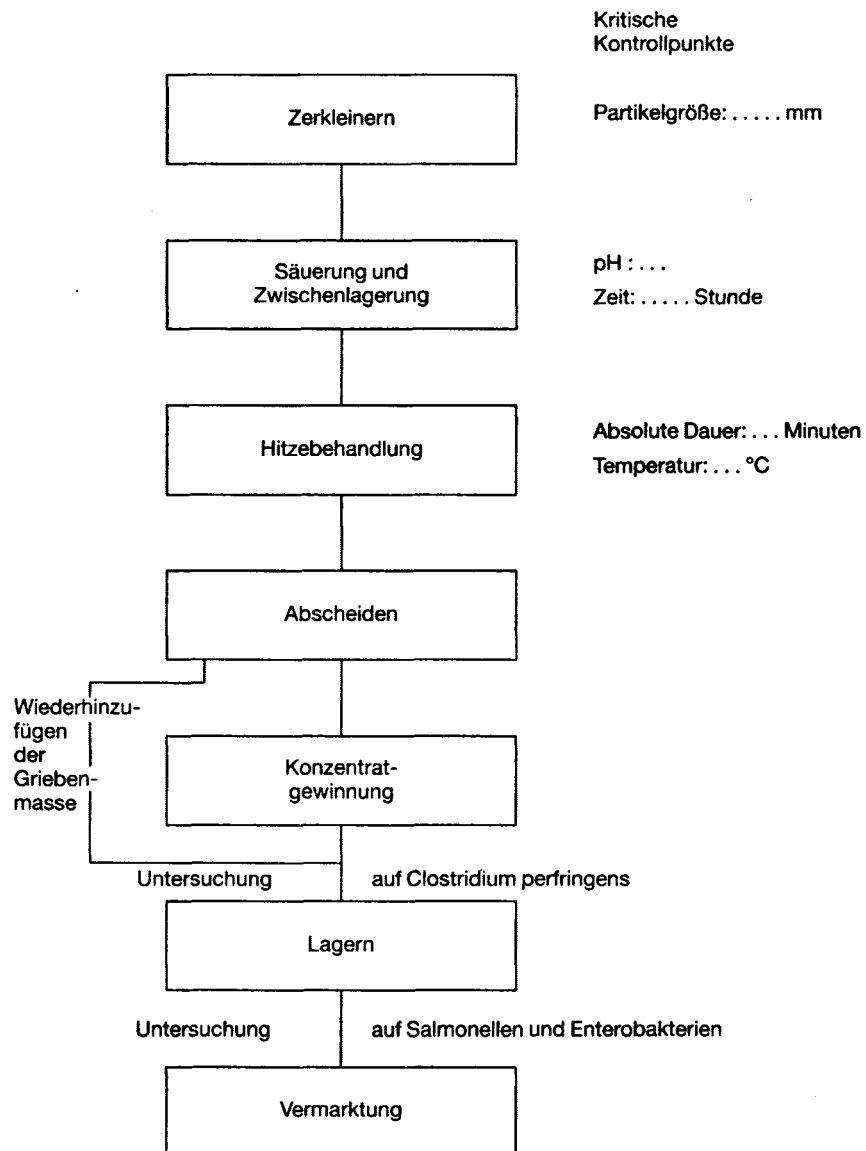 Kritische
Kontrollpunkte
Zerkleinern
Partikelgröße: . . . . . mm
Säuerung und
Zwischenlagerung
pH : . . .
Zeit: . . . . . Stunde
Hitzebehandlung
Absolute Dauer: . . . Minuten
Temperatur: . . . °C
Abscheiden
Wiederhinzu-
fügen
der
Grieben-
masse
Konzentrat-
gewinnung
Untersuchung auf Clostridium perfringens
Lagern
Untersuchung auf Salmonellen und Enterobakterien
Vermarktung